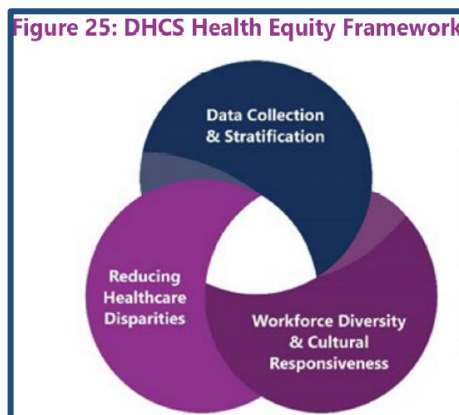 Figure 25: DHCS Health Equity Framework
Data Collection
& Stratification
Reducing
Healthcare
Disparities
Workforce Diversity
& Cultural
Responsiveness